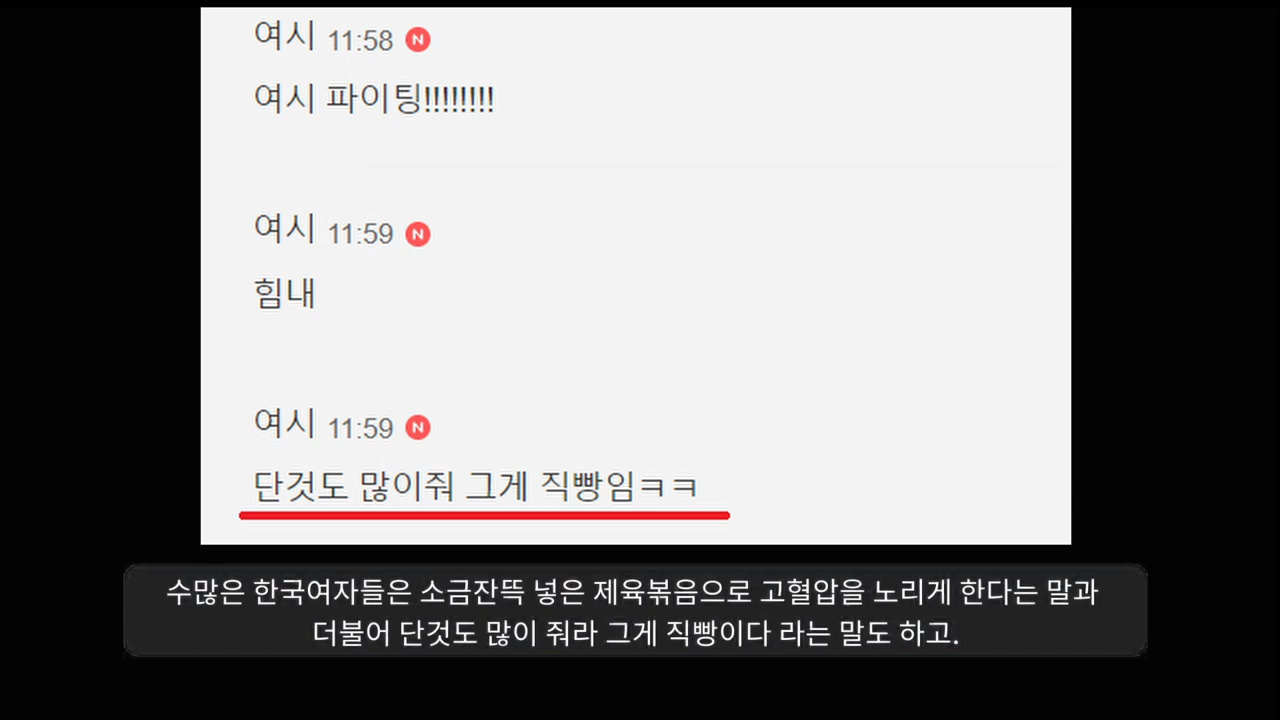 여시 11:58 N
여시 파이팅!!!!!!!!
여시 11:59 N
힘내
여시 11:59 N
단것도 많이줘 그게 직빵임ㅋㅋ
수많은 한국여자들은 소금잔뜩 넣은 제육볶음으로 고혈압을 노리게 한다는 말과
더불어 단것도 많이 줘라 그게 직빵이다 라는 말도 하고.